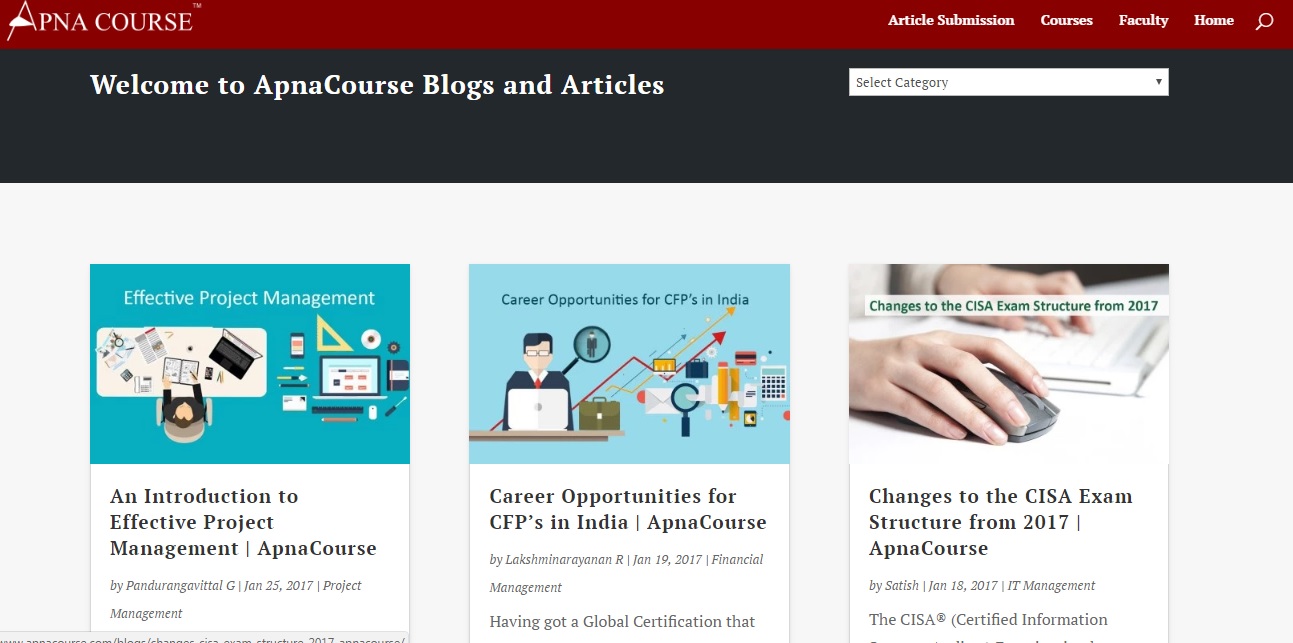 APNA COURSE™
Article Submission Courses Faculty Home
Welcome to ApnaCourse Blogs and Articles
Select Category
Effective Project Management
An Introduction to
Effective Project
Management | ApnaCourse
by Pandurangavittal G | Jan 25, 2017 | Project
Management
Career Opportunities for CFP's in India
Career Opportunities for
CFP’s in India | ApnaCourse
by Lakshminarayanan R | Jan 19, 2017 | Financial
Management
Having got a Global Certification that
Changes to the CISA Exam Structure from 2017
Changes to the CISA Exam
Structure from 2017 |
ApnaCourse
by Satish | Jan 18, 2017 | IT Management
The CISA® (Certified Information
www.apnacourse.com/blogs/changes-cisa-exam-structure-2017-apnacourse/